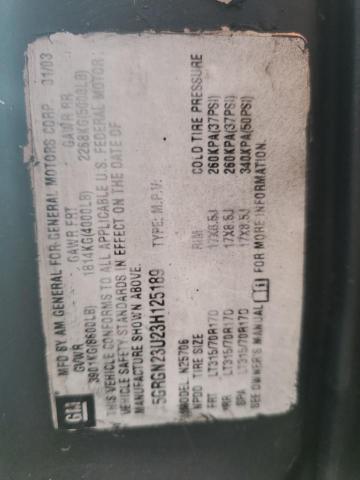 GM
MFD BY AM GENERAL FOR GENERAL MOTORS CORP. 01/03
GVWR GAWR FRT GAWR RR
3901KG(8600LB) 1814KG(4000LB) 2268KG(5000LB)
THIS VEHICLE CONFORMS TO ALL APPLICABLE U.S. FEDERAL MOTOR
VEHICLE SAFETY STANDARDS IN EFFECT ON THE DATE OF
MANUFACTURE SHOWN ABOVE.
5GRGN23U23H125189 TYPE: M.P.V.
MODEL: N25706
NPDD TIRE SIZE RIM COLD TIRE PRESSURE
FRT LT315/70R17D 17X8.5J 260KPA(37PSI)
RR LT315/70R17D 17X8.5J 260KPA(37PSI)
SPA LT315/70R17D 17X8.5J 340KPA(50PSI)
SEE OWNER'S MANUAL FOR MORE INFORMATION.